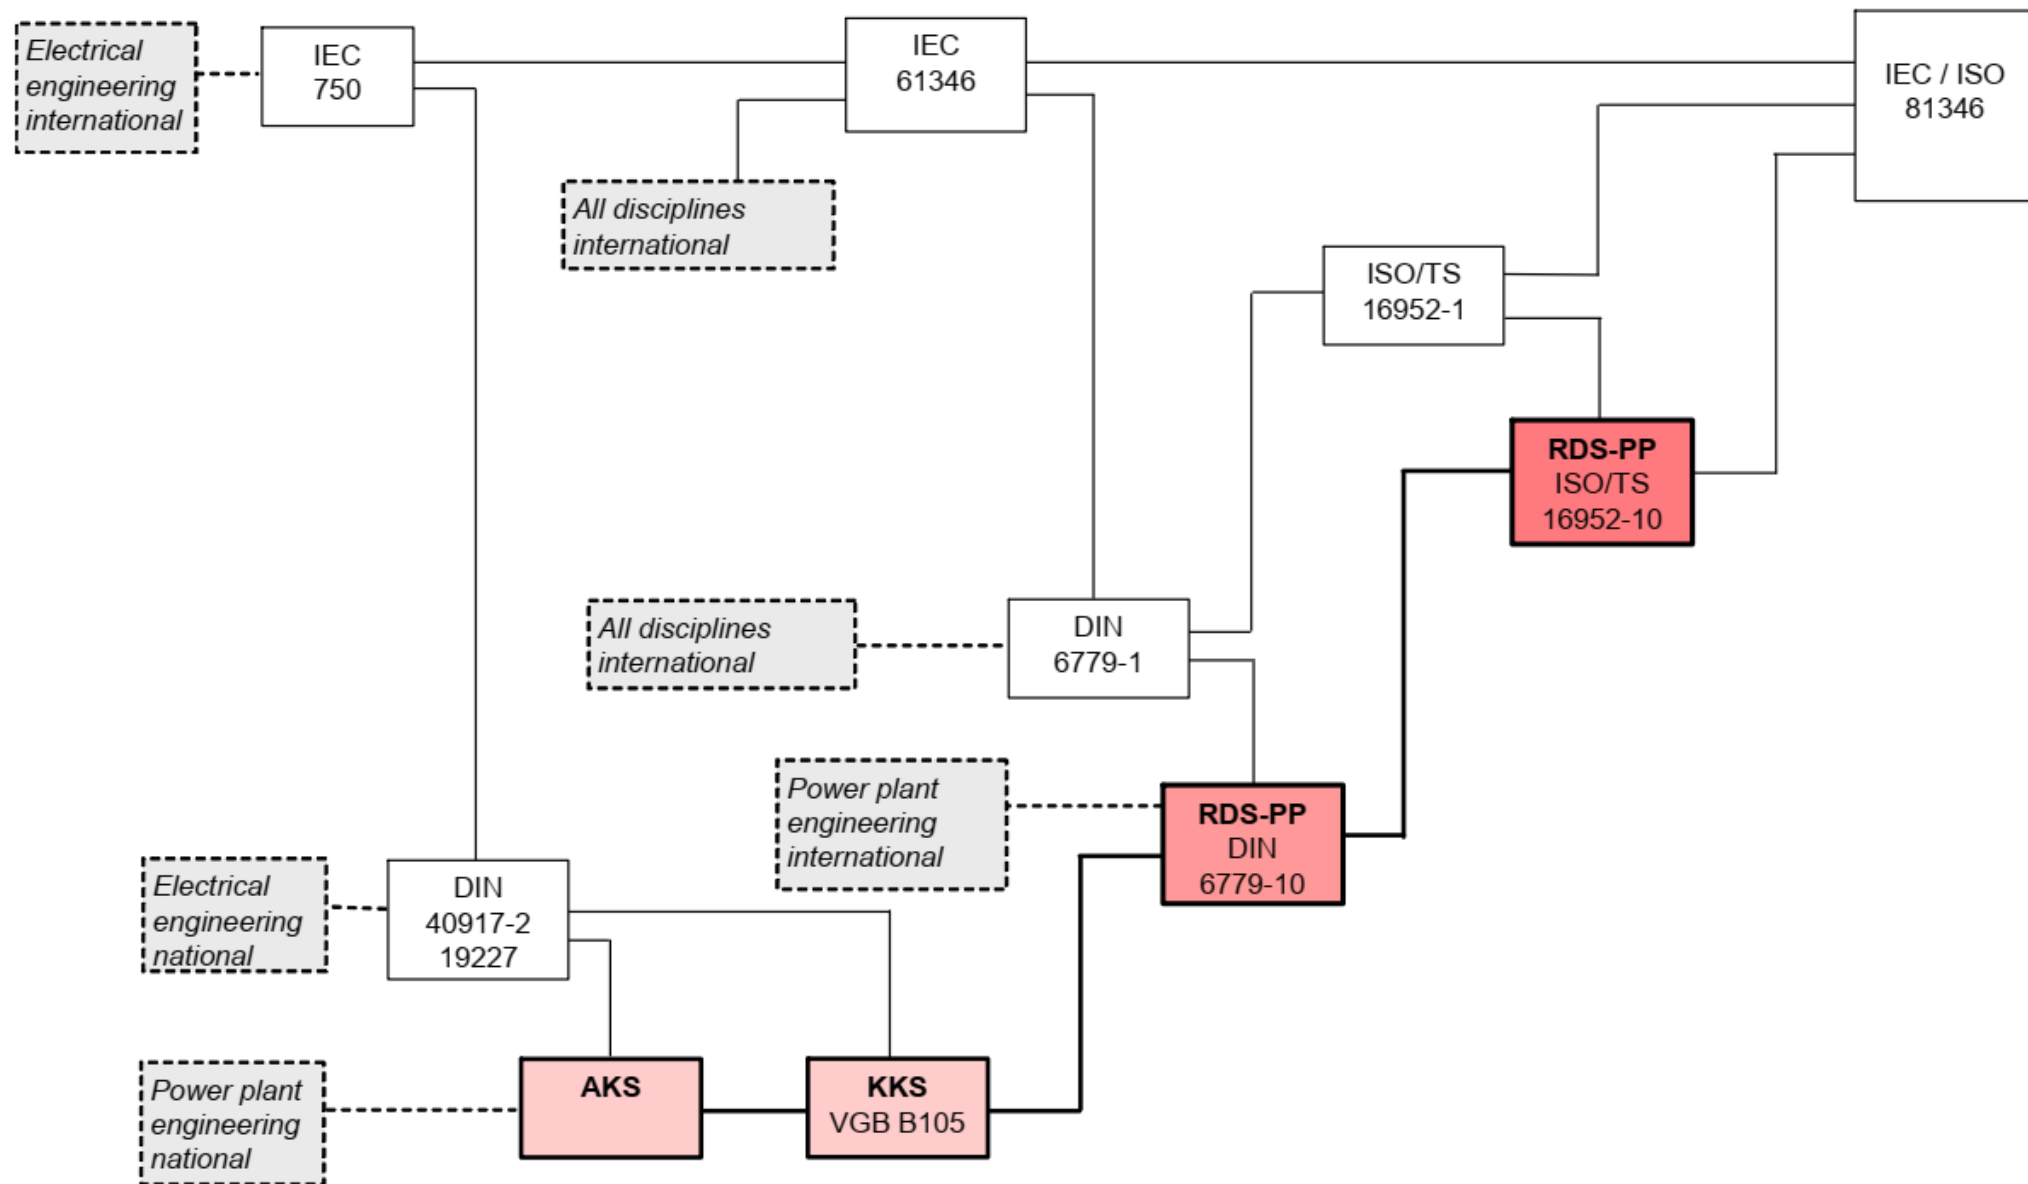 Electrical
engineering
international
IEC
750
IEC
61346
IEC / ISO
81346
All disciplines
international
ISO/TS
16952-1
RDS-PP
ISO/TS
16952-10
All disciplines
international
DIN
6779-1
Power plant
engineering
international
RDS-PP
DIN
6779-10
Electrical
engineering
national
DIN
40917-2
19227
Power plant
engineering
national
AKS
KKS
VGB B105